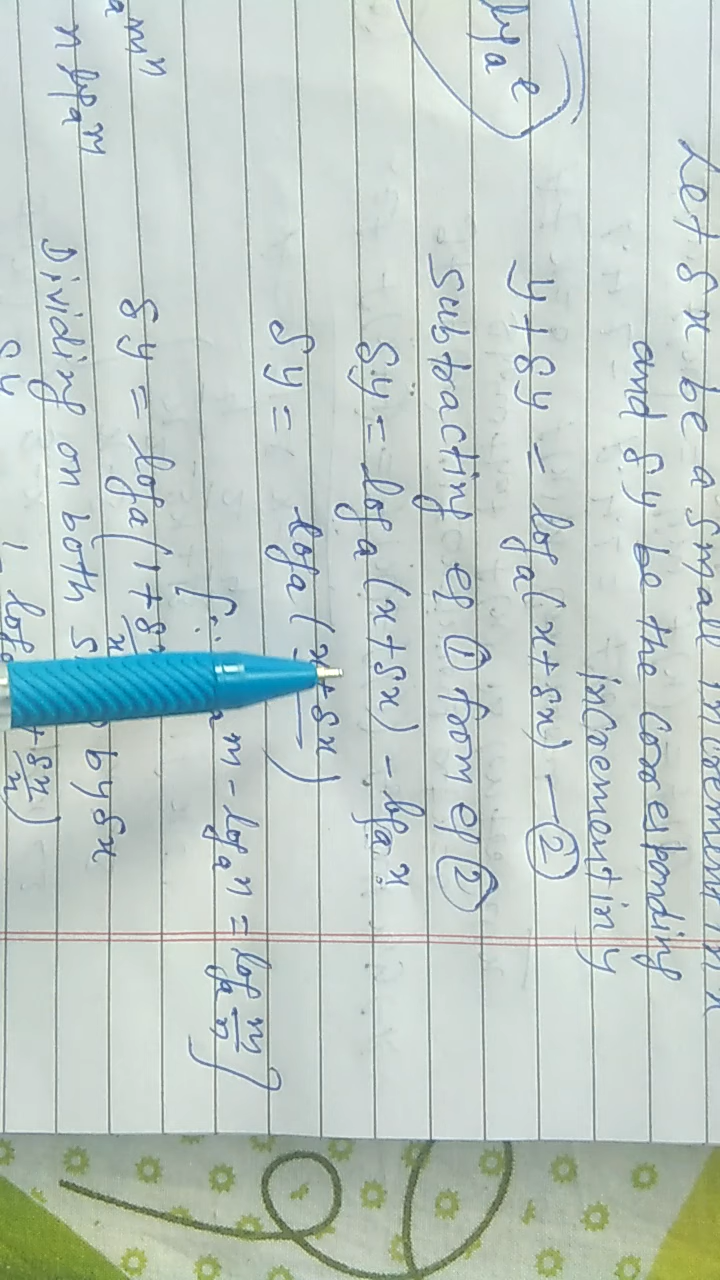 Let δx be a small increment in x
and δy be the corresponding
increment in y
log_a e
y + δy = log_a (x + δx) — ②
Subtracting eq ① from eq ②
δy = log_a (x + δx) - log_a x
δy = log_a (x + δx)
m - log_a n = log_a m/n ]
δy = log_a (1 + δx
m^n
n log_a m
Dividing on both by δx
δy